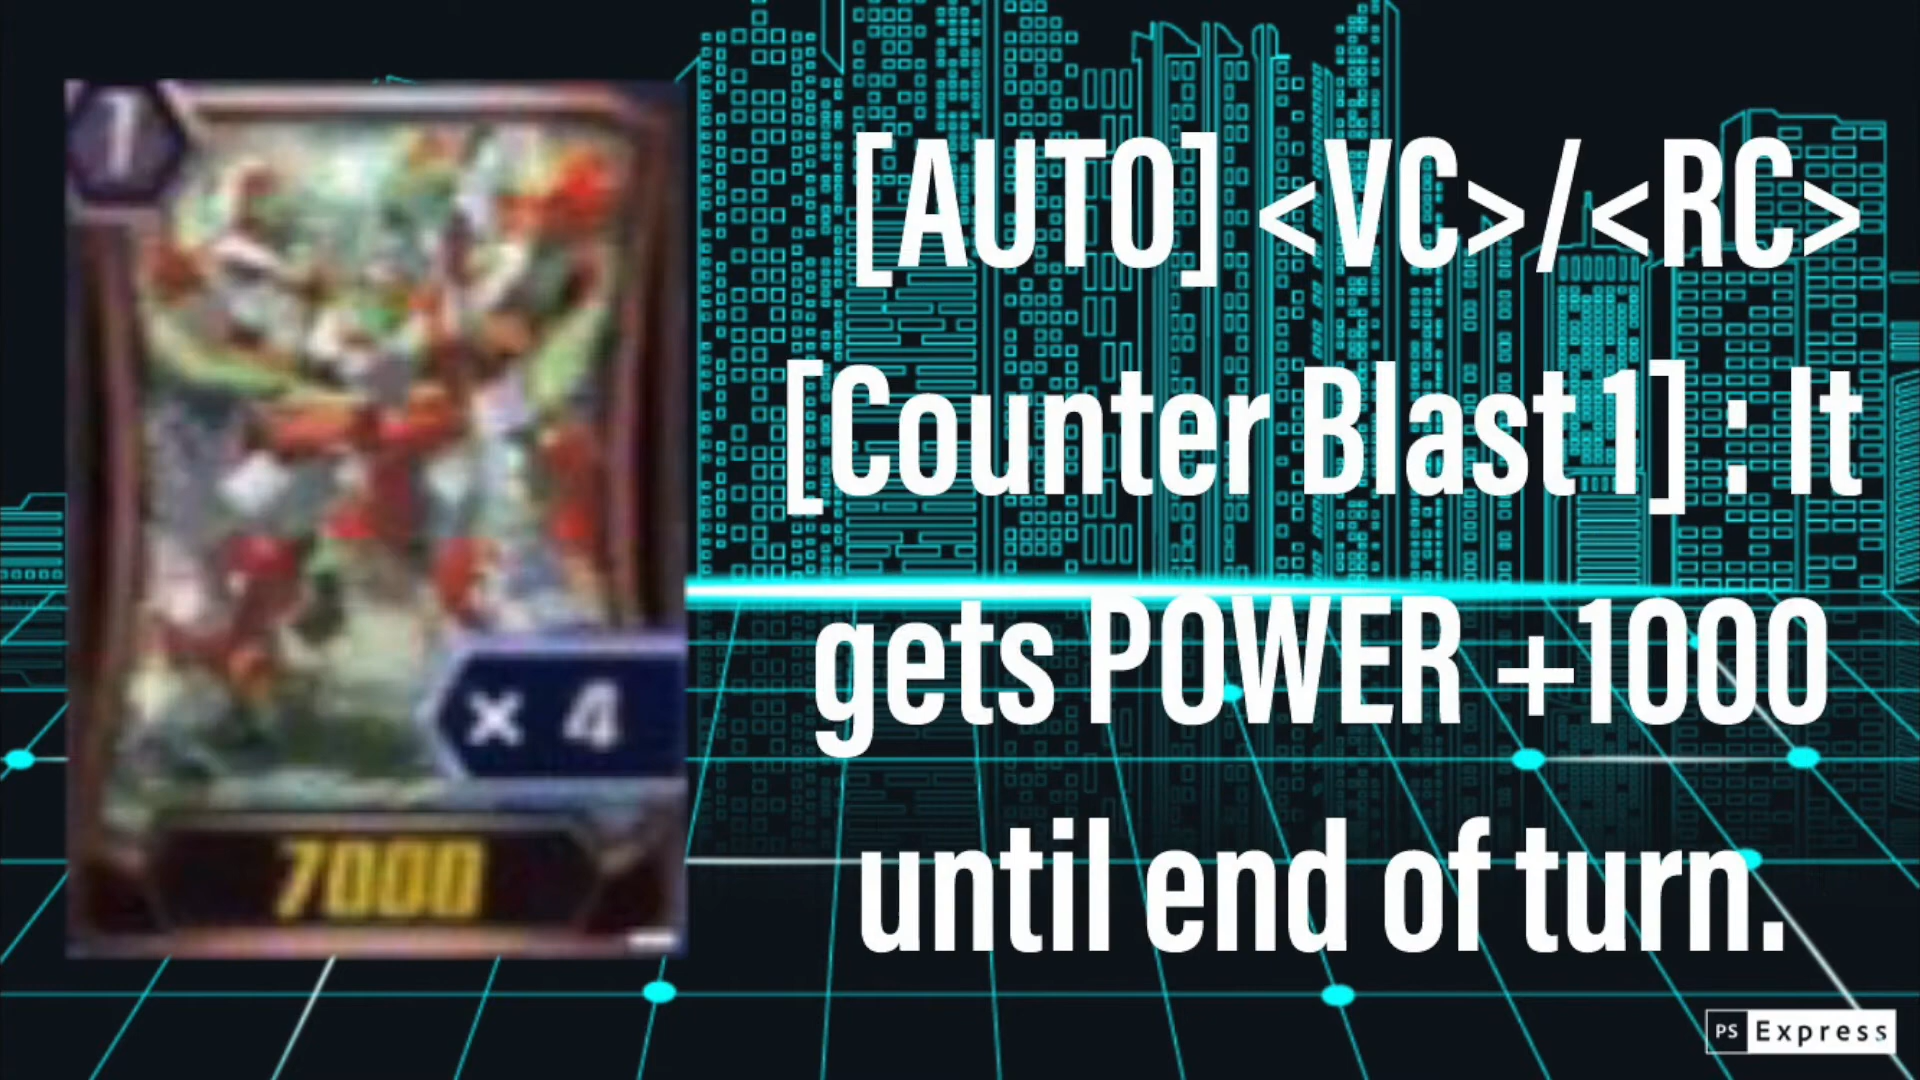 1
x 4
7000
[AUTO] <VC>/<RC>
[Counter Blast 1] : It
gets POWER +1000
until end of turn.
PS Express